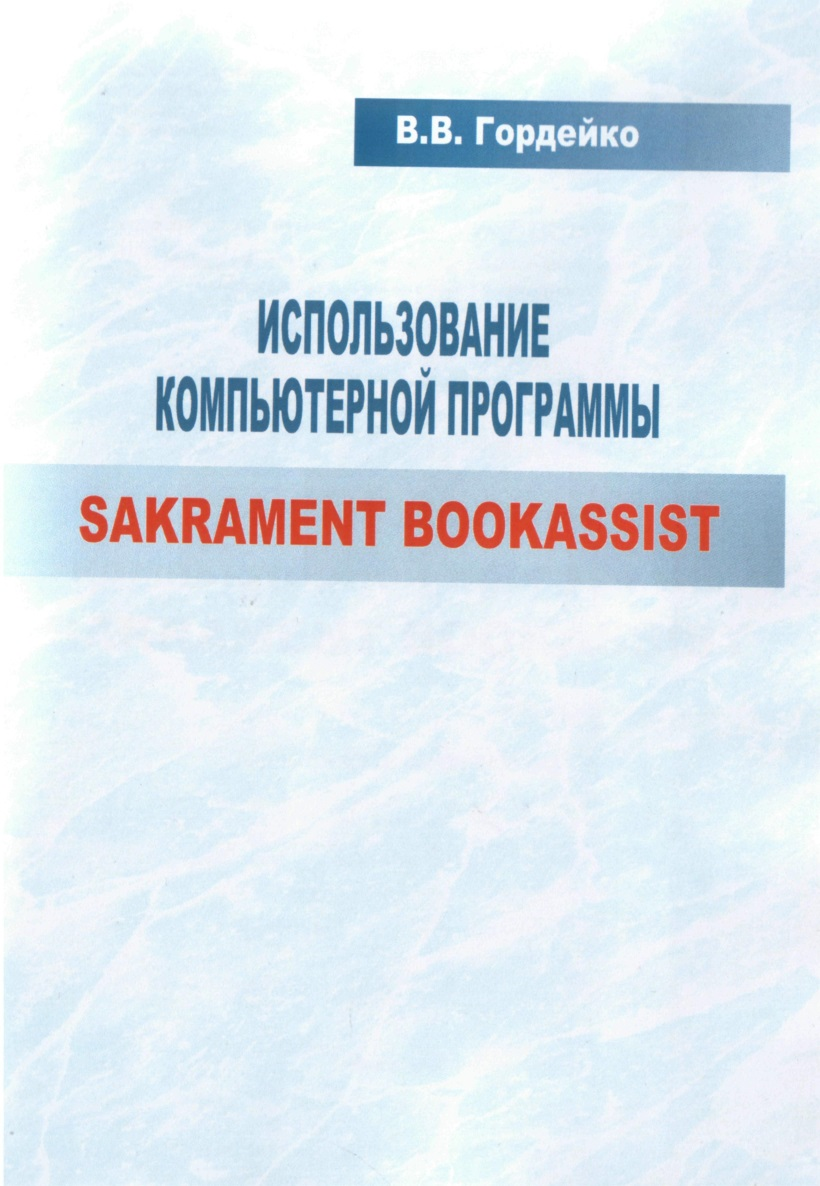 В.В. Гордейко
ИСПОЛЬЗОВАНИЕ
КОМПЬЮТЕРНОЙ ПРОГРАММЫ
SAKRAMENT BOOKASSIST